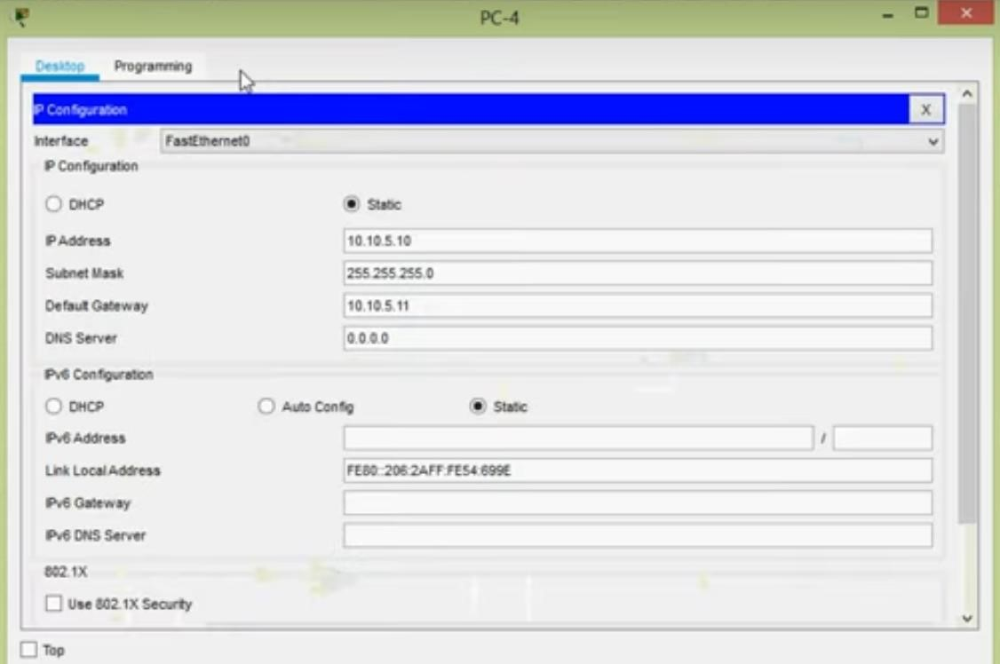 PC-4
Desktop Programming
IP Configuration X
Interface FastEthernet0
IP Configuration
DHCP Static
IP Address 10.10.5.10
Subnet Mask 255.255.255.0
Default Gateway 10.10.5.11
DNS Server 0.0.0.0
IPv6 Configuration
DHCP Auto Config Static
IPv6 Address /
Link Local Address FE80::206:2AFF:FE54:699E
IPv6 Gateway
IPv6 DNS Server
802.1X
Use 802.1X Security
Top